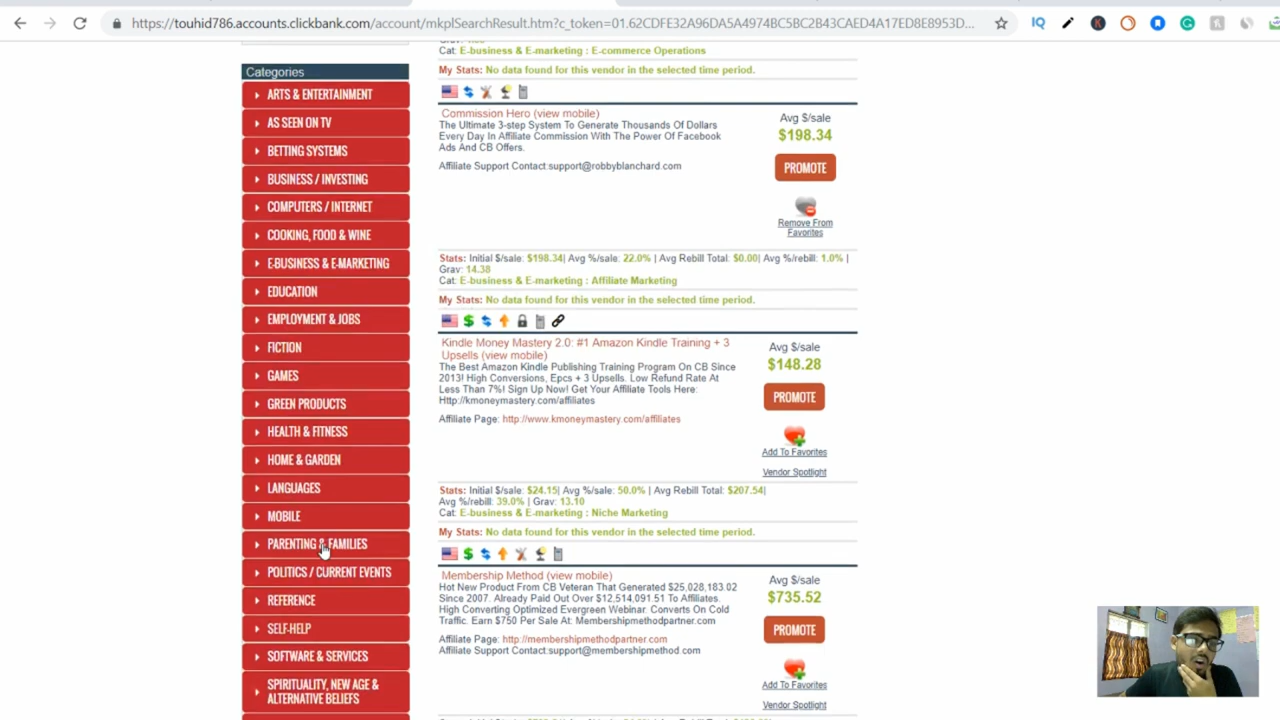 https://touhid786.accounts.clickbank.com/account/mkplSearchResult.htm?c_token=01.62CDFE32A96DA5A4974BC5BC2B43CAED4A17ED8E8953D...
Categories
ARTS & ENTERTAINMENT
AS SEEN ON TV
BETTING SYSTEMS
BUSINESS / INVESTING
COMPUTERS / INTERNET
COOKING, FOOD & WINE
E-BUSINESS & E-MARKETING
EDUCATION
EMPLOYMENT & JOBS
FICTION
GAMES
GREEN PRODUCTS
HEALTH & FITNESS
HOME & GARDEN
LANGUAGES
MOBILE
PARENTING & FAMILIES
POLITICS / CURRENT EVENTS
REFERENCE
SELF-HELP
SOFTWARE & SERVICES
SPIRITUALITY, NEW AGE &
ALTERNATIVE BELIEFS
Cat: E-business & E-marketing : E-commerce Operations
My Stats: No data found for this vendor in the selected time period.
Commission Hero (view mobile)
The Ultimate 3-step System To Generate Thousands Of Dollars
Every Day In Affiliate Commission With The Power Of Facebook
Ads And CB Offers.
Affiliate Support Contact:support@robbyblanchard.com
Avg $/sale
$198.34
PROMOTE
Remove From
Favorites
Stats: Initial $/sale: $198.34| Avg %/sale: 22.0% | Avg Rebill Total: $0.00| Avg %/rebill: 1.0% |
Grav: 14.38
Cat: E-business & E-marketing : Affiliate Marketing
My Stats: No data found for this vendor in the selected time period.
Kindle Money Mastery 2.0: #1 Amazon Kindle Training + 3
Upsells (view mobile)
The Best Amazon Kindle Publishing Training Program On CB Since
2013! High Conversions, Epcs + 3 Upsells. Low Refund Rate At
Less Than 7%! Sign Up Now! Get Your Affiliate Tools Here:
Http://kmoneymastery.com/affiliates
Affiliate Page: http://www.kmoneymastery.com/affiliates
Avg $/sale
$148.28
PROMOTE
Add To Favorites
Vendor Spotlight
Stats: Initial $/sale: $24.15| Avg %/sale: 50.0% | Avg Rebill Total: $207.54|
Avg %/rebill: 39.0% | Grav: 13.10
Cat: E-business & E-marketing : Niche Marketing
My Stats: No data found for this vendor in the selected time period.
Membership Method (view mobile)
Hot New Product From CB Veteran That Generated $25,028,183.02
Since 2007. Already Paid Out Over $12,514,091.51 To Affiliates.
High Converting Optimized Evergreen Webinar. Converts On Cold
Traffic. Earn $750 Per Sale At: Membershipmethodpartner.com
Affiliate Page: http://membershipmethodpartner.com
Affiliate Support Contact:support@membershipmethod.com
Avg $/sale
$735.52
PROMOTE
Add To Favorites
Vendor Spotlight